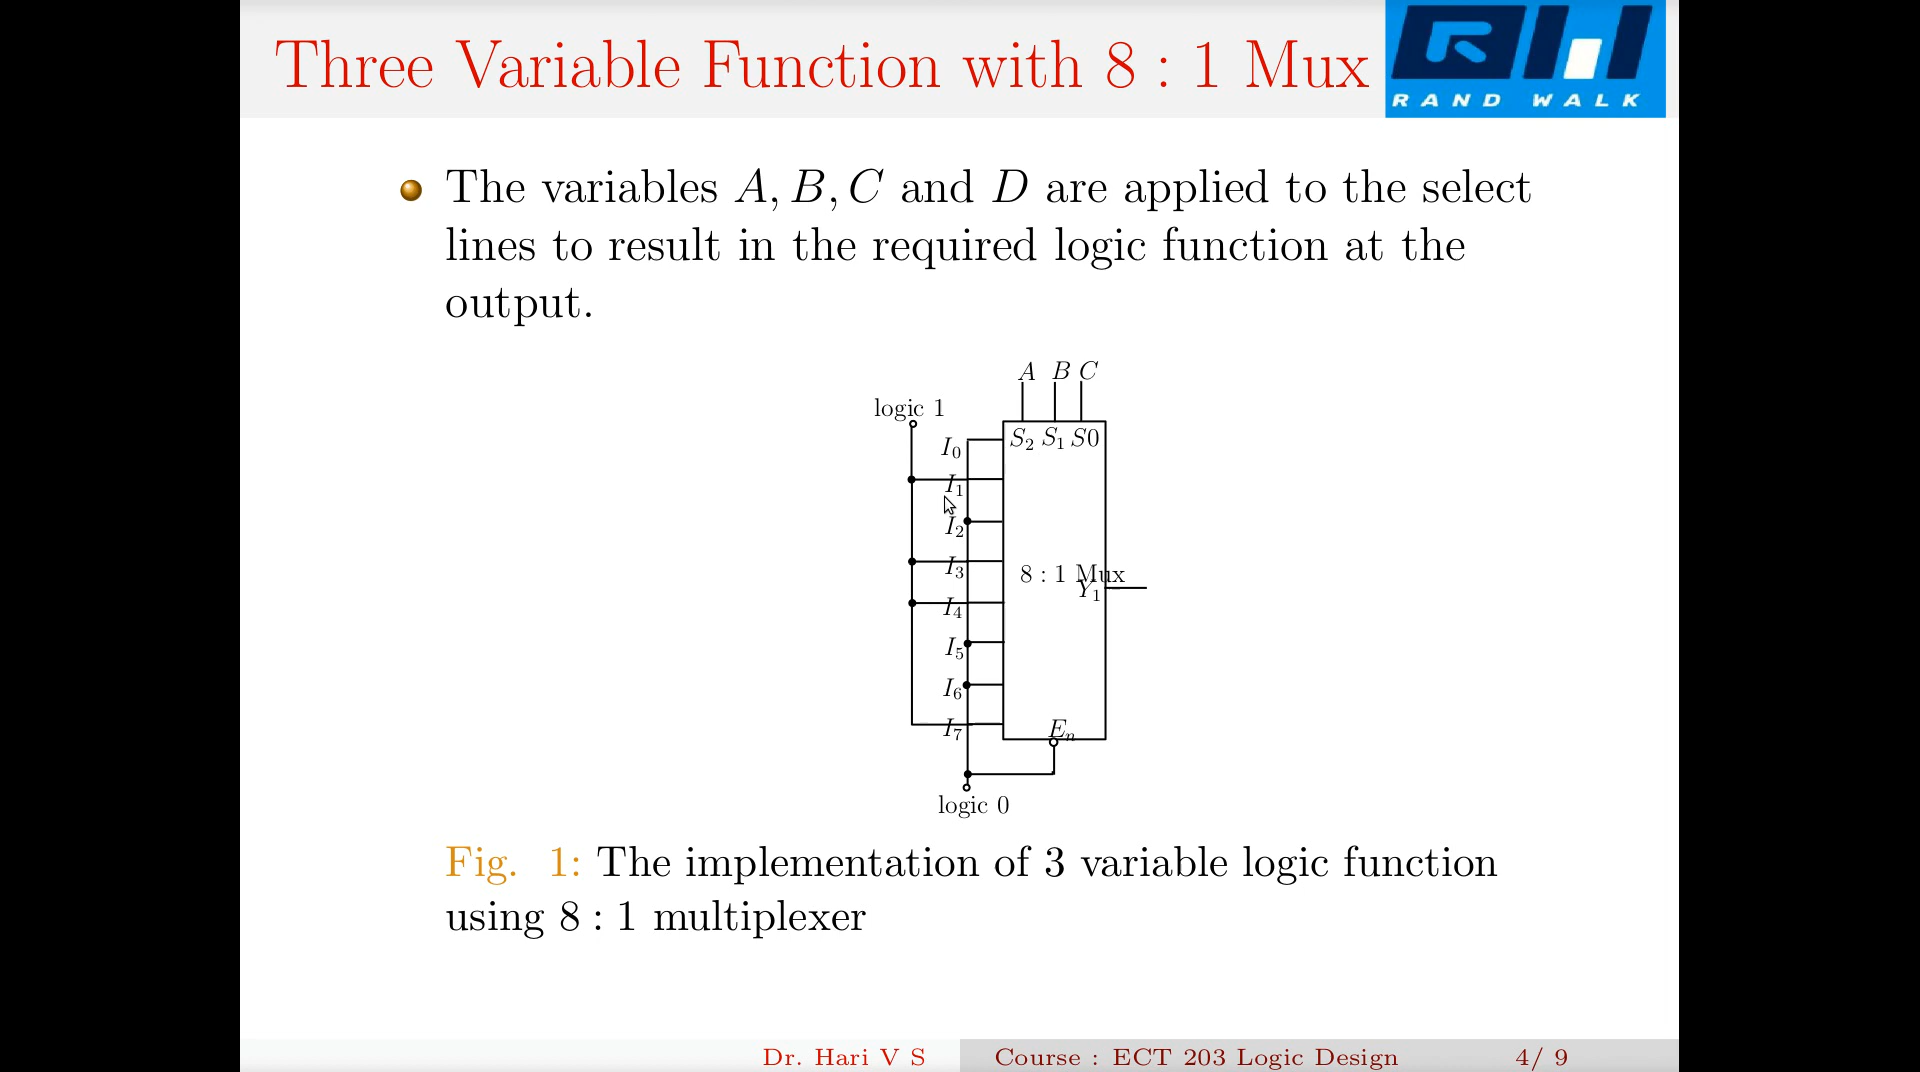 Three Variable Function with 8 : 1 Mux
RAND WALK
The variables A, B, C and D are applied to the select
lines to result in the required logic function at the
output.
A B C
logic 1
S₂ S₁ S0
I₀
I₁
I₂
I₃
8 : 1 Mux
Y₁
I₄
I₅
I₆
I₇
Eₙ
logic 0
Fig. 1: The implementation of 3 variable logic function
using 8 : 1 multiplexer
Dr. Hari V S
Course : ECT 203 Logic Design
4/ 9